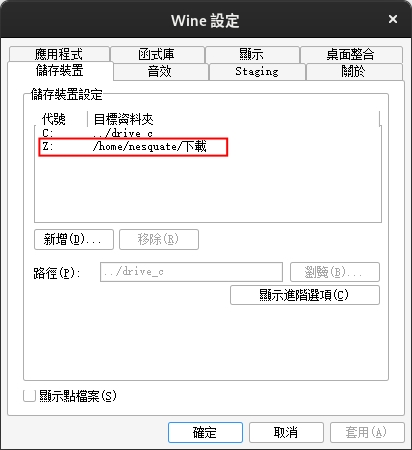 Wine 設定
應用程式 函式庫 顯示 桌面整合
儲存裝置 音效 Staging 關於
儲存裝置設定
代號 目標資料夾
C: ../drive_c
Z: /home/nesquate/下載
新增(D)... 移除(R)
路徑(P): ../drive_c 瀏覽(B)...
顯示進階選項(C)
顯示點檔案(S)
確定 取消 套用(A)